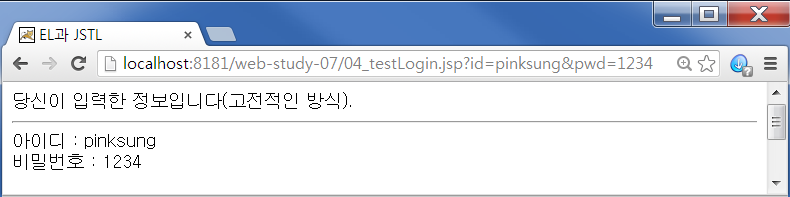 EL과 JSTL
localhost:8181/web-study-07/04_testLogin.jsp?id=pinksung&pwd=1234
당신이 입력한 정보입니다(고전적인 방식).
아이디 : pinksung
비밀번호 : 1234